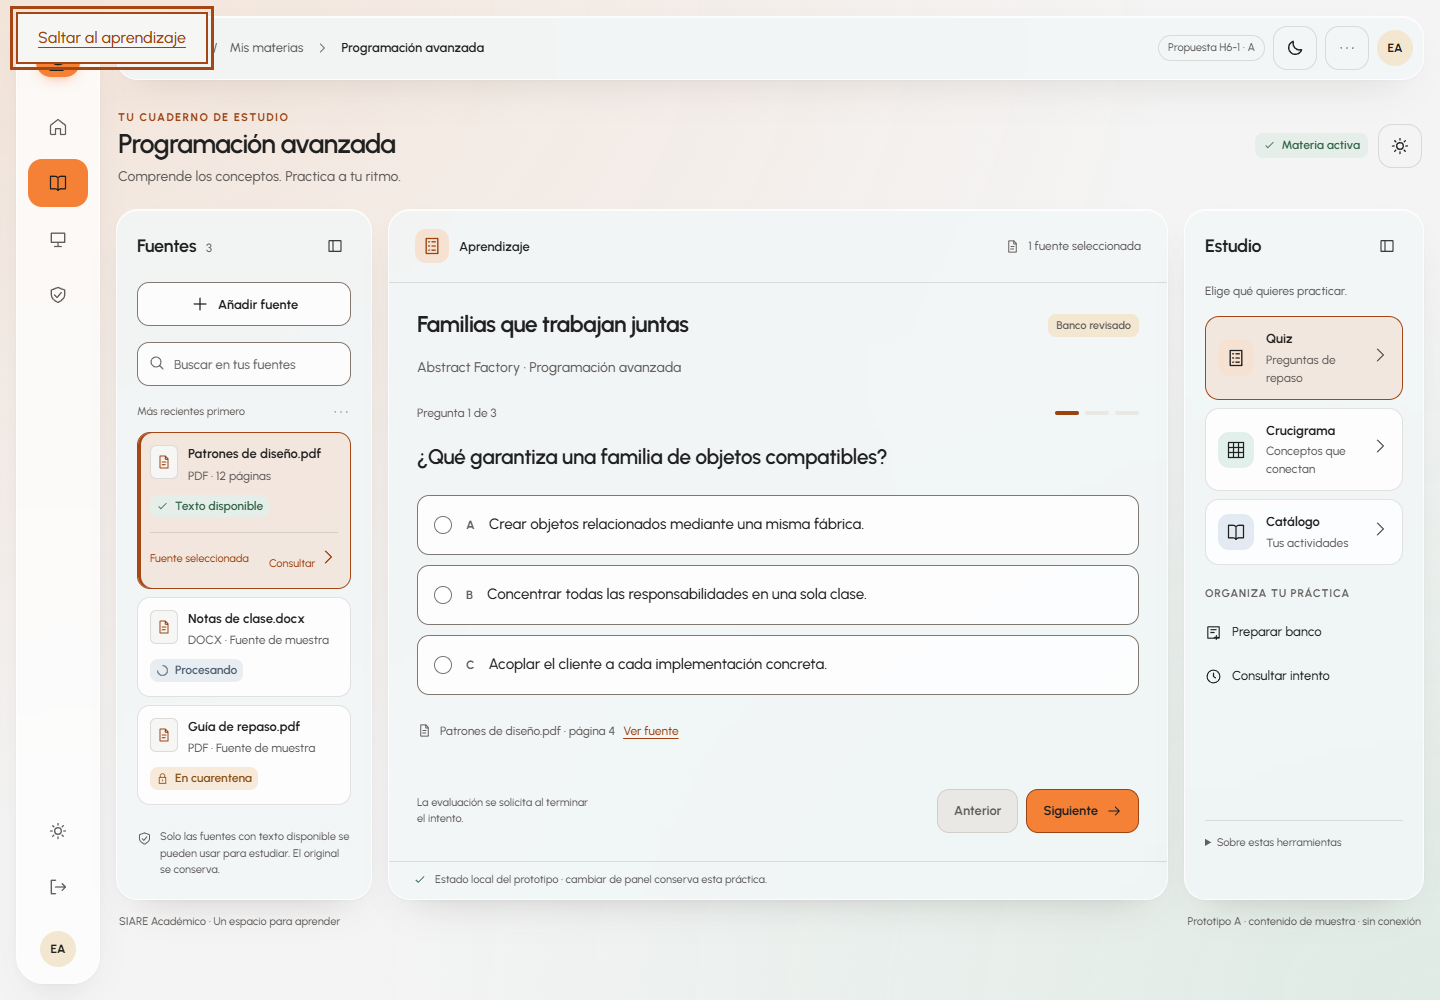 Saltar al aprendizaje
/ Mis materias > Programación avanzada
Propuesta H6-1 · A
EA
TU CUADERNO DE ESTUDIO
Programación avanzada
Comprende los conceptos. Practica a tu ritmo.
Materia activa
Fuentes 3
Añadir fuente
Buscar en tus fuentes
Más recientes primero
Patrones de diseño.pdf
PDF · 12 páginas
Texto disponible
Fuente seleccionada
Consultar
Notas de clase.docx
DOCX · Fuente de muestra
Procesando
Guía de repaso.pdf
PDF · Fuente de muestra
En cuarentena
Solo las fuentes con texto disponible se
pueden usar para estudiar. El original
se conserva.
Aprendizaje
1 fuente seleccionada
Familias que trabajan juntas
Banco revisado
Abstract Factory · Programación avanzada
Pregunta 1 de 3
¿Qué garantiza una familia de objetos compatibles?
A Crear objetos relacionados mediante una misma fábrica.
B Concentrar todas las responsabilidades en una sola clase.
C Acoplar el cliente a cada implementación concreta.
Patrones de diseño.pdf · página 4 Ver fuente
La evaluación se solicita al terminar
el intento.
Anterior
Siguiente
Estado local del prototipo · cambiar de panel conserva esta práctica.
Estudio
Elige qué quieres practicar.
Quiz
Preguntas de
repaso
Crucigrama
Conceptos que
conectan
Catálogo
Tus actividades
ORGANIZA TU PRÁCTICA
Preparar banco
Consultar intento
Sobre estas herramientas
EA
SIARE Académico · Un espacio para aprender
Prototipo A · contenido de muestra · sin conexión